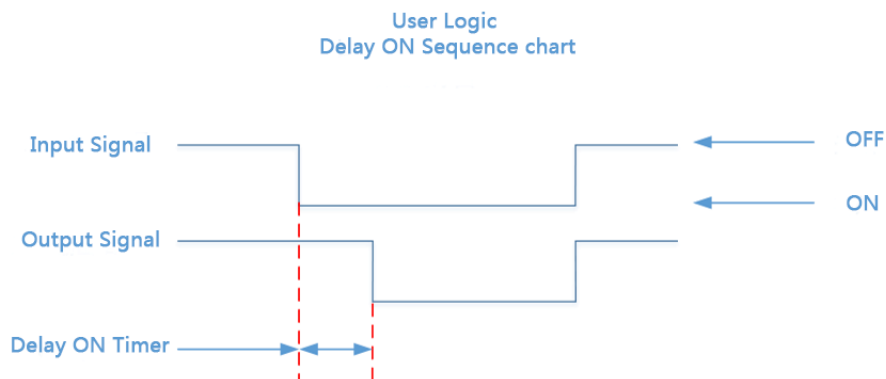 User Logic
Delay ON Sequence chart
Input Signal
OFF
ON
Output Signal
Delay ON Timer